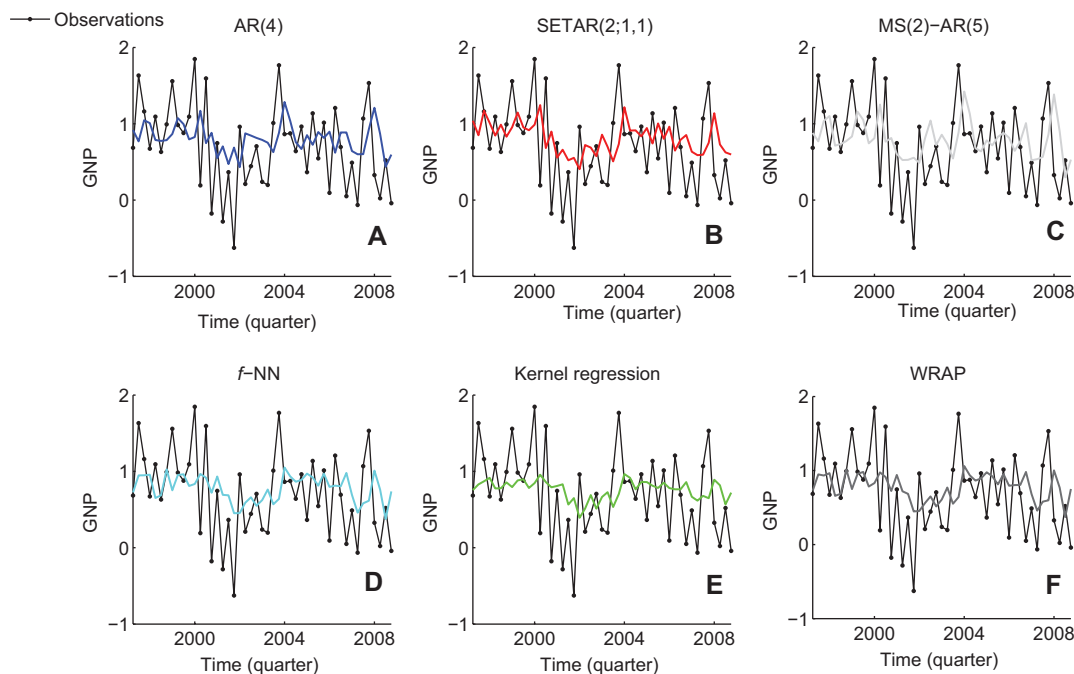 Observations
AR(4)
SETAR(2;1,1)
MS(2)−AR(5)
2
1
0
−1
GNP
A
2000
2004
2008
Time (quarter)
2
1
0
−1
GNP
B
2000
2004
2008
Time (quarter)
2
1
0
−1
GNP
C
2000
2004
2008
Time (quarter)
f−NN
Kernel regression
WRAP
2
1
0
−1
GNP
D
2000
2004
2008
Time (quarter)
2
1
0
−1
GNP
E
2000
2004
2008
Time (quarter)
2
1
0
−1
GNP
F
2000
2004
2008
Time (quarter)